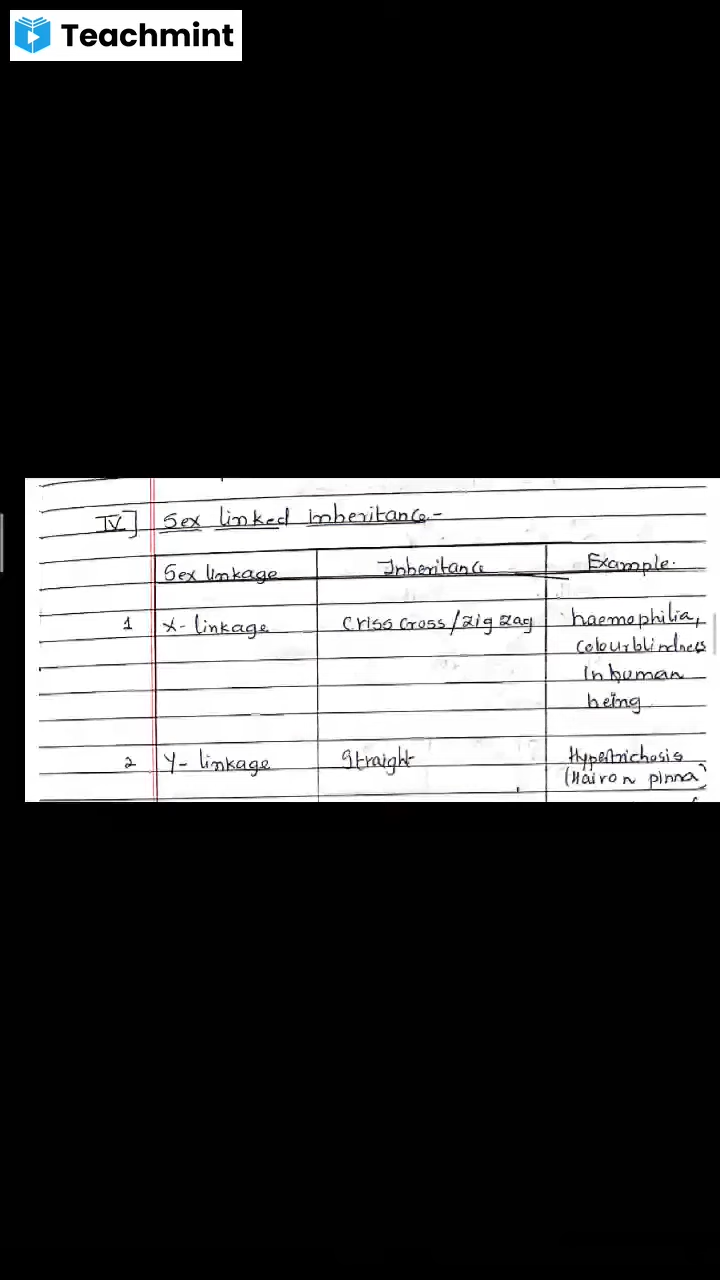 Teachmint
IV] Sex linked inheritance-
Sex linkage Inheritance Example.
1 X-linkage Criss cross/zig zag haemophilia,
colourblindness
In human
being
2 Y- linkage Straight Hypertrichosis
(Hair on pinna)